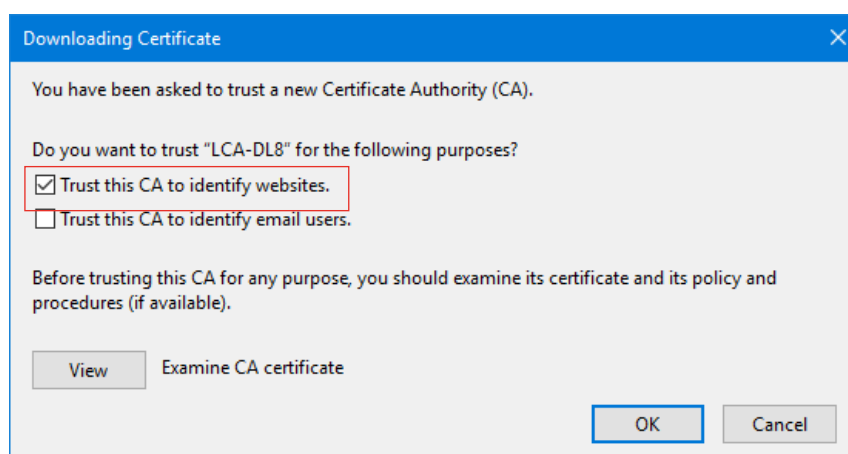 Downloading Certificate
You have been asked to trust a new Certificate Authority (CA).
Do you want to trust “LCA-DL8” for the following purposes?
Trust this CA to identify websites.
Trust this CA to identify email users.
Before trusting this CA for any purpose, you should examine its certificate and its policy and
procedures (if available).
View Examine CA certificate
OK Cancel